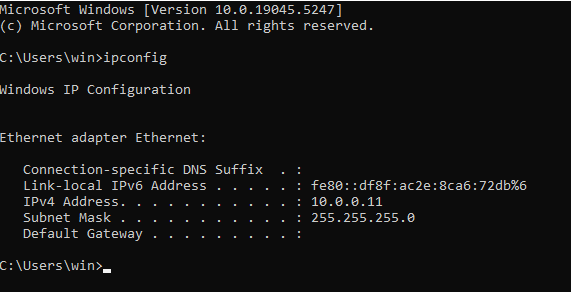 Microsoft Windows [Version 10.0.19045.5247]
(c) Microsoft Corporation. All rights reserved.
C:\Users\win>ipconfig
Windows IP Configuration
Ethernet adapter Ethernet:
Connection-specific DNS Suffix  . :
Link-local IPv6 Address . . . . . : fe80::df8f:ac2e:8ca6:72db%6
IPv4 Address. . . . . . . . . . . : 10.0.0.11
Subnet Mask . . . . . . . . . . . : 255.255.255.0
Default Gateway . . . . . . . . . :
C:\Users\win>